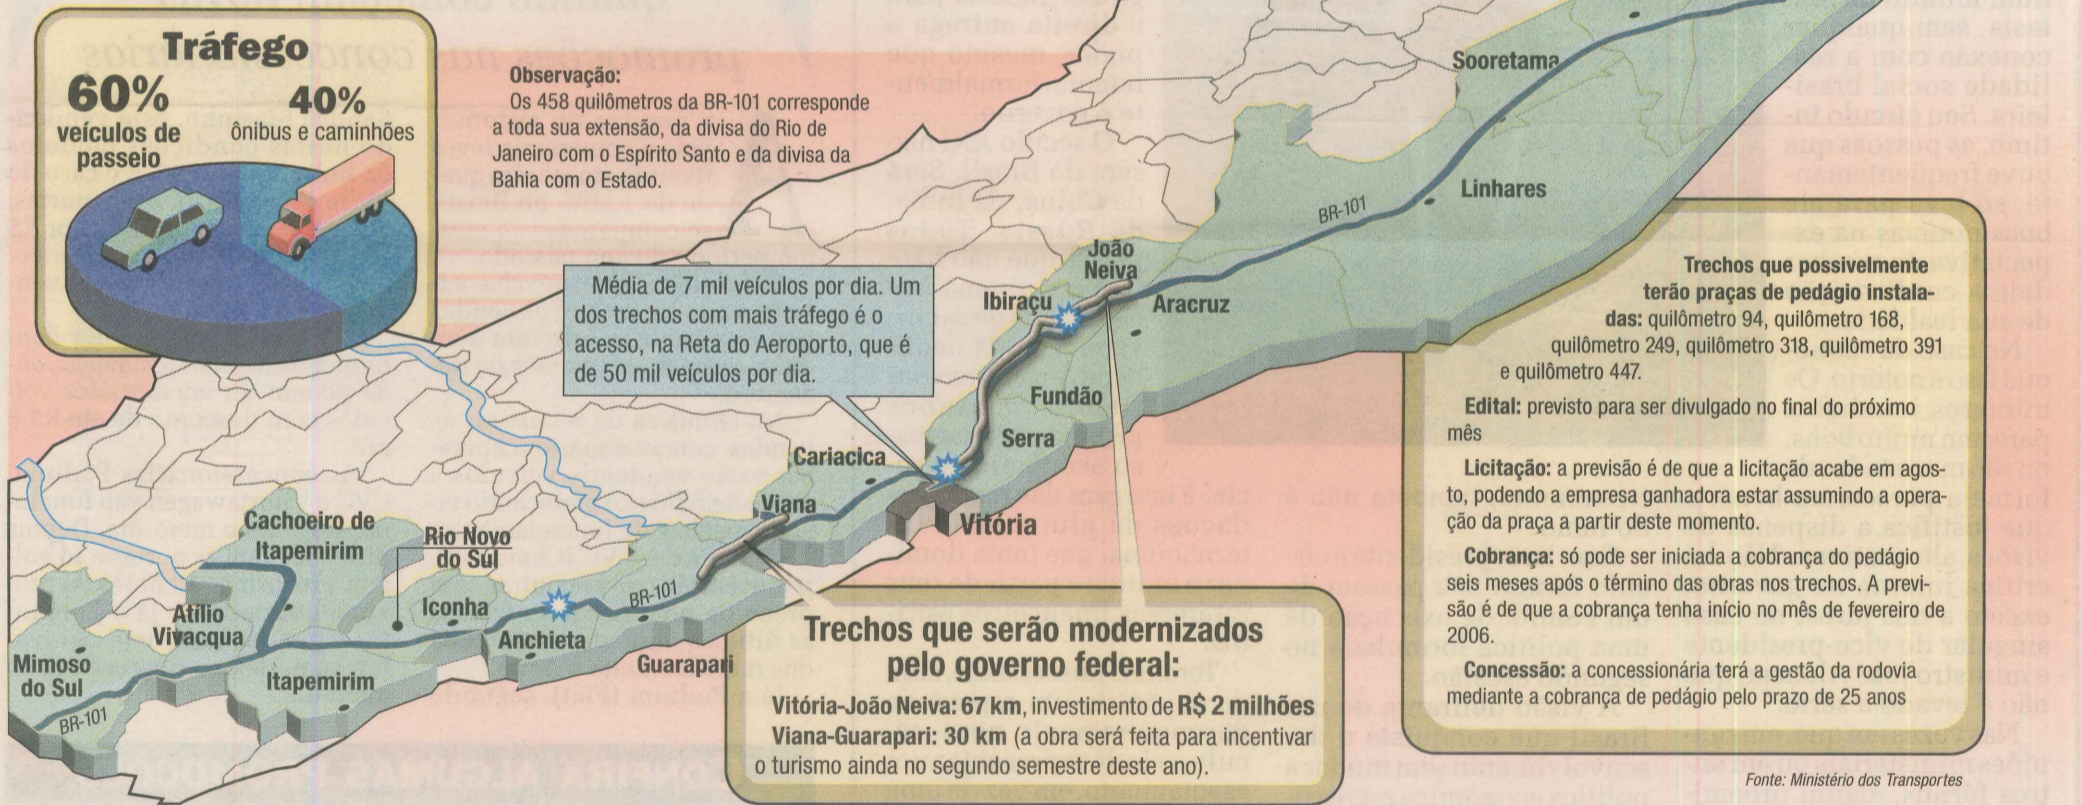 Tráfego
60%
veículos de
passeio
40%
ônibus e caminhões
Observação:
Os 458 quilômetros da BR-101 corresponde
a toda sua extensão, da divisa do Rio de
Janeiro com o Espírito Santo e da divisa da
Bahia com o Estado.
Média de 7 mil veículos por dia. Um
dos trechos com mais tráfego é o
acesso, na Reta do Aeroporto, que é
de 50 mil veículos por dia.
Sooretama
Linhares
BR-101
João
Neiva
Ibiraçu
Aracruz
Fundão
Serra
Cariacica
Viana
Vitória
Cachoeiro de
Itapemirim
Rio Novo
do Sul
Iconha
BR-101
Anchieta
Guarapari
Atílio
Vivacqua
Mimoso
do Sul
Itapemirim
BR-101
Trechos que serão modernizados
pelo governo federal:
Vitória-João Neiva: 67 km, investimento de R$ 2 milhões
Viana-Guarapari: 30 km (a obra será feita para incentivar
o turismo ainda no segundo semestre deste ano).
Trechos que possivelmente
terão praças de pedágio instala-
das: quilômetro 94, quilômetro 168,
quilômetro 249, quilômetro 318, quilômetro 391
e quilômetro 447.
Edital: previsto para ser divulgado no final do próximo
mês
Licitação: a previsão é de que a licitação acabe em agos-
to, podendo a empresa ganhadora estar assumindo a opera-
ção da praça a partir deste momento.
Cobrança: só pode ser iniciada a cobrança do pedágio
seis meses após o término das obras nos trechos. A previ-
são é de que a cobrança tenha início no mês de fevereiro de
2006.
Concessão: a concessionária terá a gestão da rodovia
mediante a cobrança de pedágio pelo prazo de 25 anos
Fonte: Ministério dos Transportes